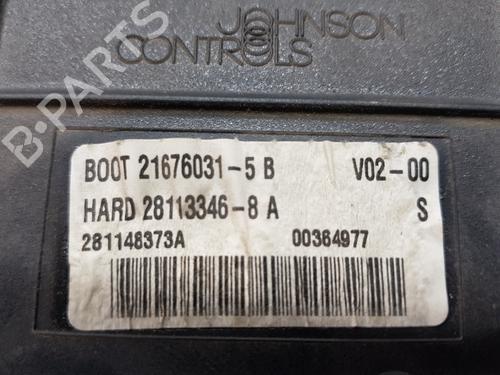 JOHNSON
CONTROLS
B-PARTS
BOOT 21676031-5 B V02-00
HARD 28113346-8 A S
281148373A 00364977